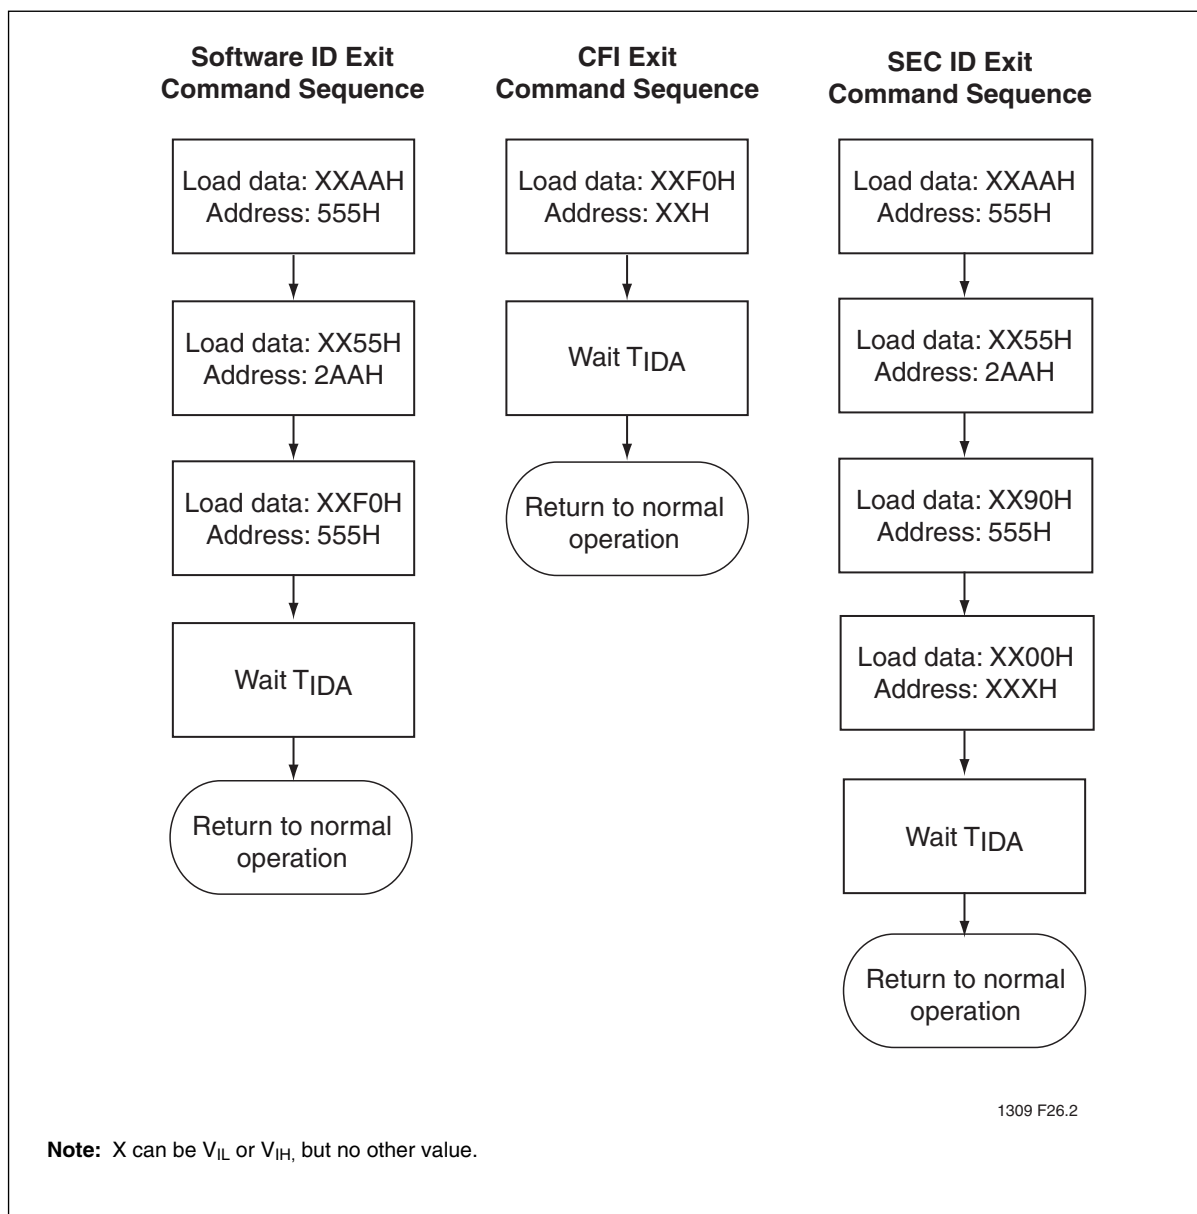 Software ID Exit
Command Sequence
Load data: XXAAH
Address: 555H
Load data: XX55H
Address: 2AAH
Load data: XXF0H
Address: 555H
Wait TIDA
Return to normal
operation
CFI Exit
Command Sequence
Load data: XXF0H
Address: XXH
Wait TIDA
Return to normal
operation
SEC ID Exit
Command Sequence
Load data: XXAAH
Address: 555H
Load data: XX55H
Address: 2AAH
Load data: XX90H
Address: 555H
Load data: XX00H
Address: XXXH
Wait TIDA
Return to normal
operation
1309 F26.2
Note: X can be VIL or VIH, but no other value.